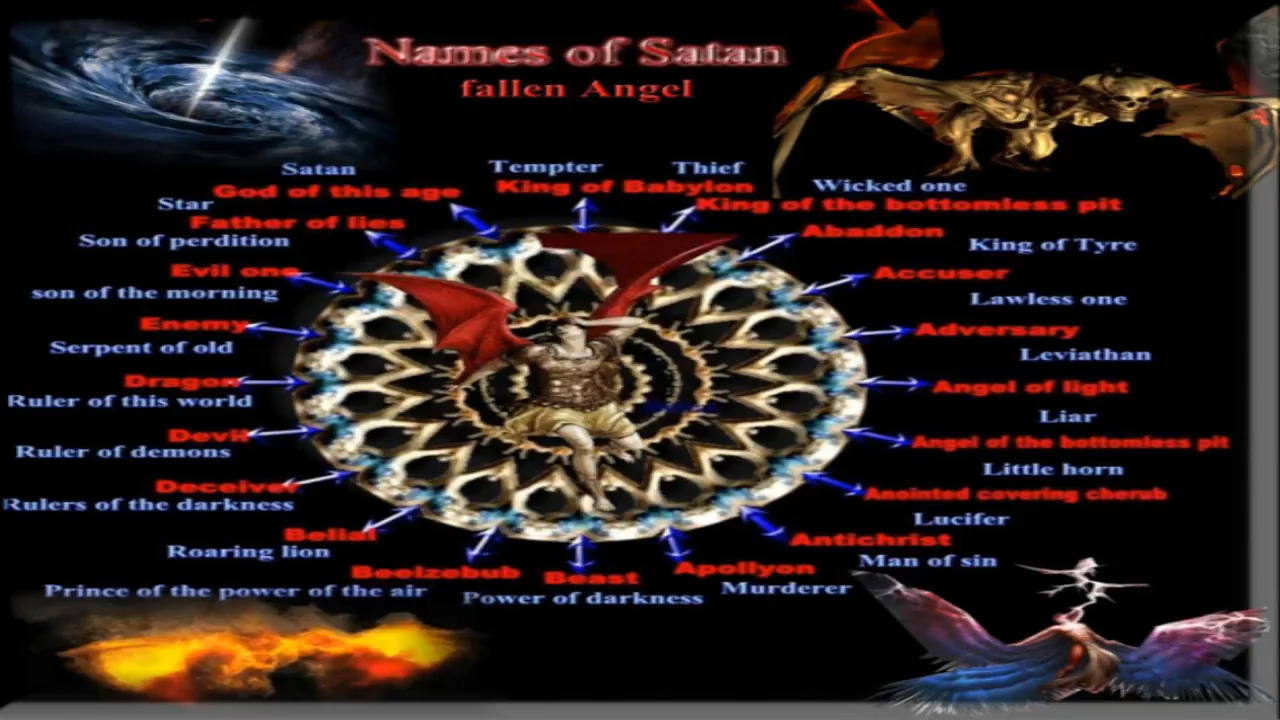 Names of Satan
fallen Angel
Satan
Tempter
Thief
God of this age
King of Babylon
Wicked one
Star
King of the bottomless pit
Father of lies
Abaddon
Son of perdition
King of Tyre
Evil one
Accuser
son of the morning
Lawless one
Enemy
Adversary
Serpent of old
Leviathan
Dragon
Angel of light
Ruler of this world
Liar
Devil
Angel of the bottomless pit
Ruler of demons
Little horn
Deceiver
Anointed covering cherub
Rulers of the darkness
Lucifer
Belial
Antichrist
Roaring lion
Man of sin
Beelzebub
Beast
Apollyon
Prince of the power of the air
Power of darkness
Murderer